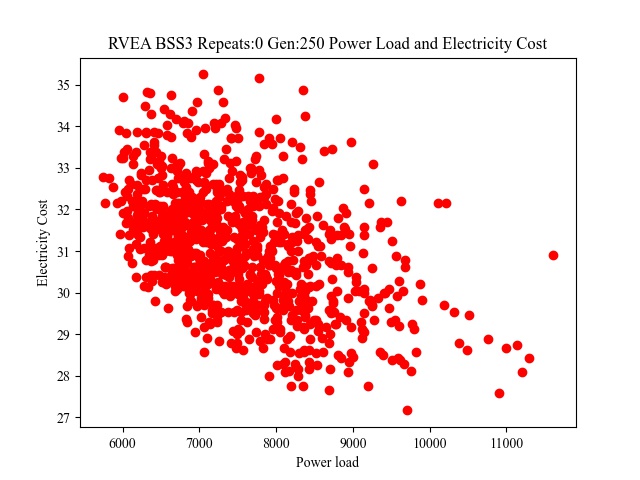 RVEA BSS3 Repeats:0 Gen:250 Power Load and Electricity Cost
35
34
33
32
31
30
29
28
27
Electricity Cost
6000 7000 8000 9000 10000 11000
Power load